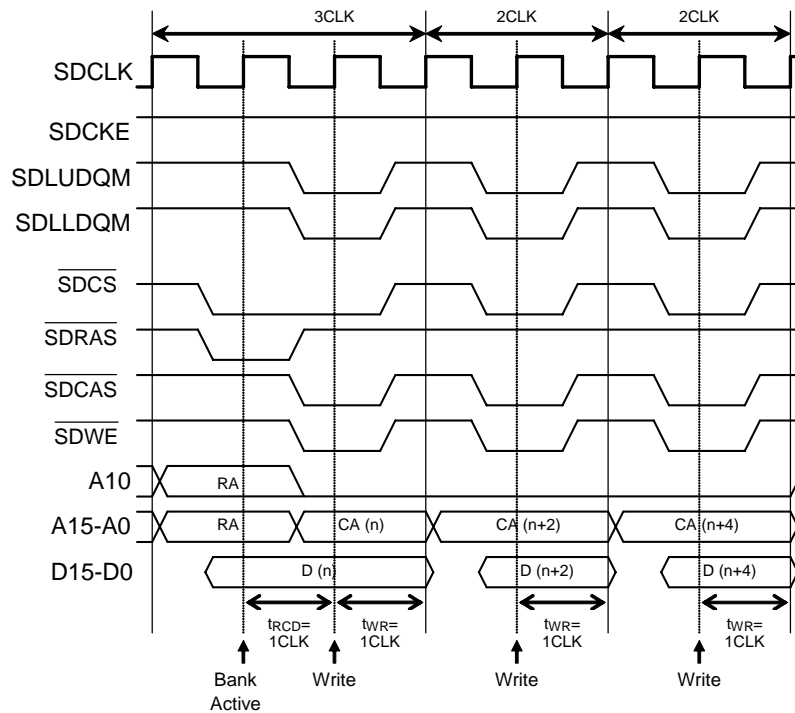 3CLK 2CLK 2CLK
SDCLK
SDCKE
SDLUDQM
SDLLDQM
SDCS
SDRAS
SDCAS
SDWE
A10 RA
A15-A0 RA CA (n) CA (n+2) CA (n+4)
D15-D0 D (n) D (n+2) D (n+4)
tRCD= tWR= tWR= tWR=
1CLK 1CLK 1CLK 1CLK
Bank Write Write Write
Active